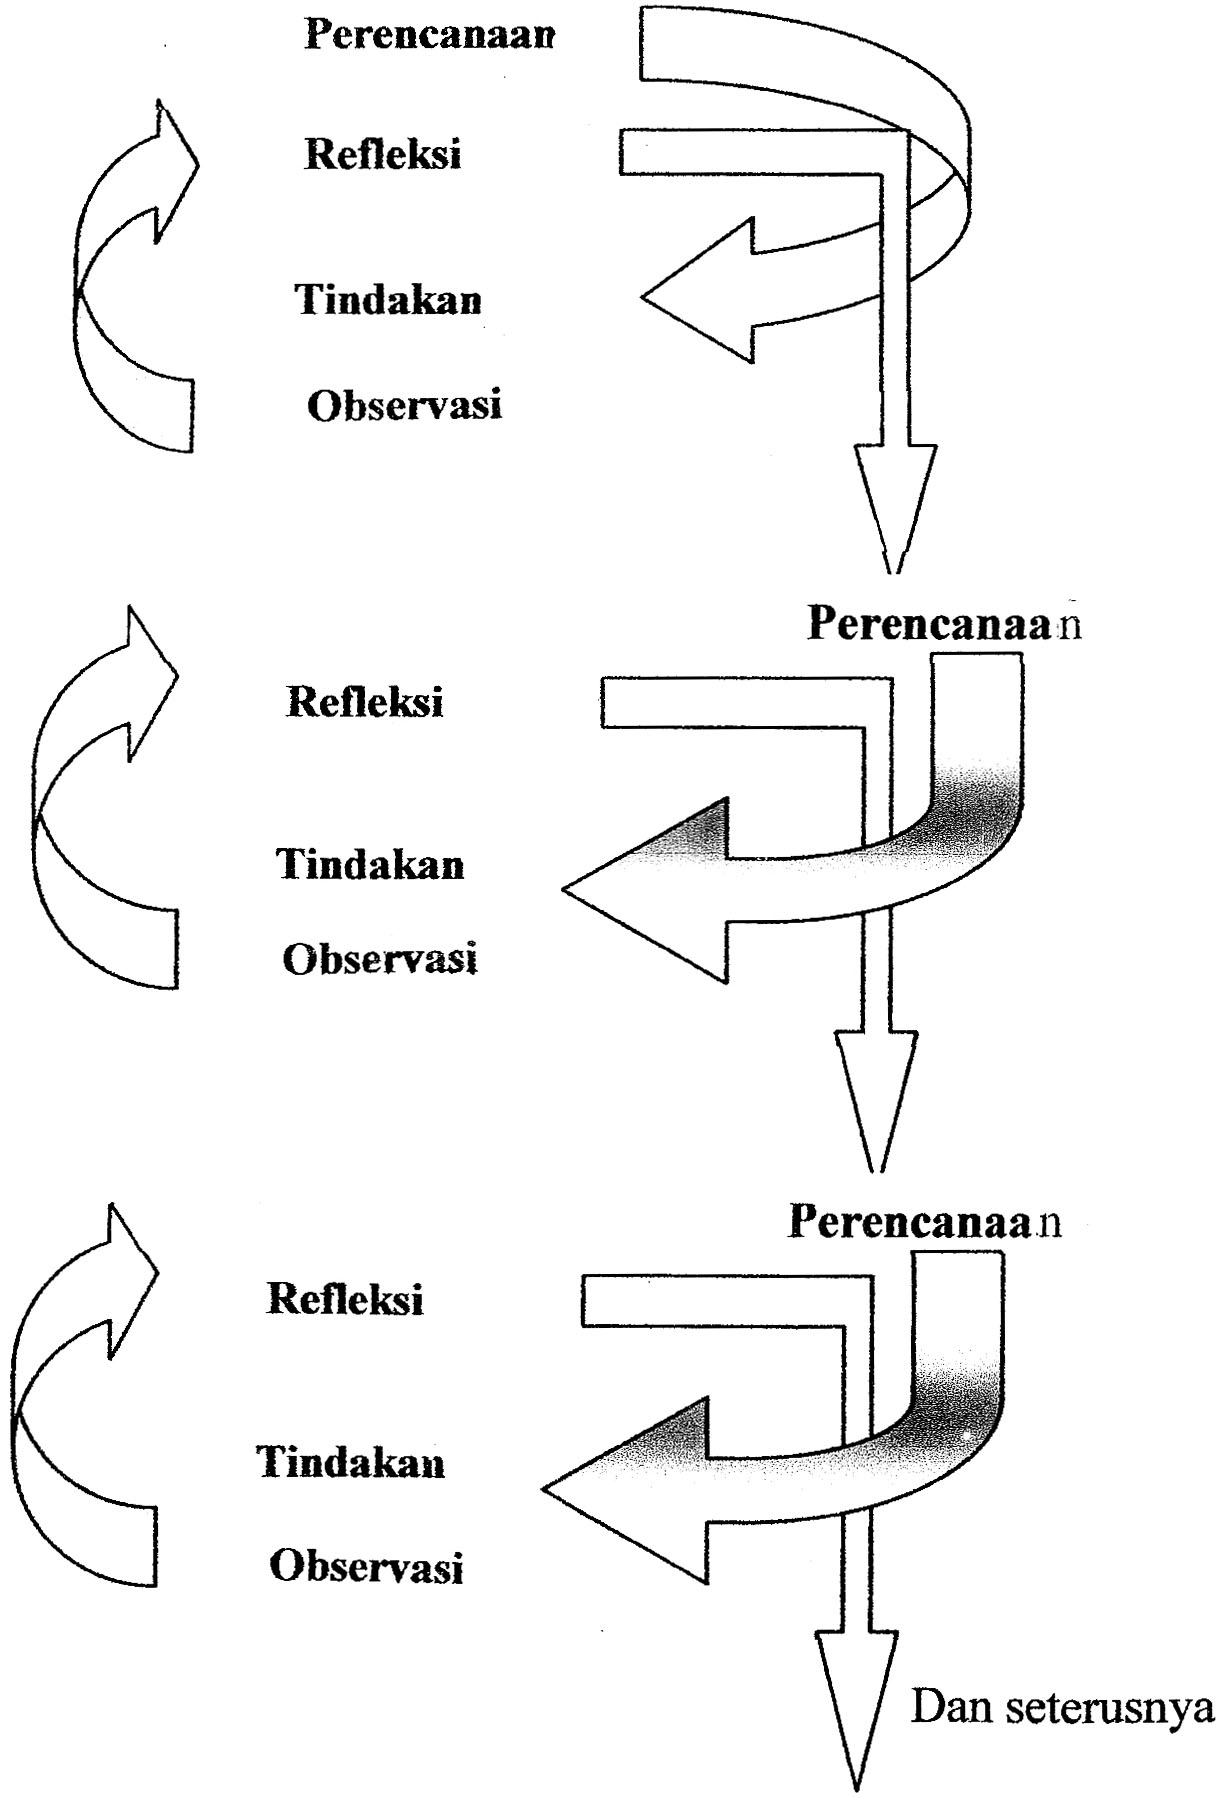 Perencanaan
Refleksi
Tindakan
Observasi
Perencanaan
Refleksi
Tindakan
Observasi
Perencanaan
Refleksi
Tindakan
Observasi
Dan seterusnya